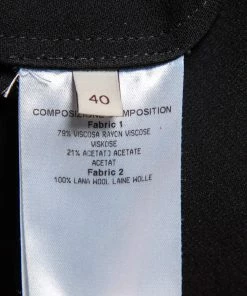 40
COMPOSIZIONE COMPOSITION
Fabric 1
79% VISCOSA RAYON VISCOSE
VISKOSE
21% ACETATO ACETATE
ACETAT
Fabric 2
100% LANA WOOL LAINE WOLLE